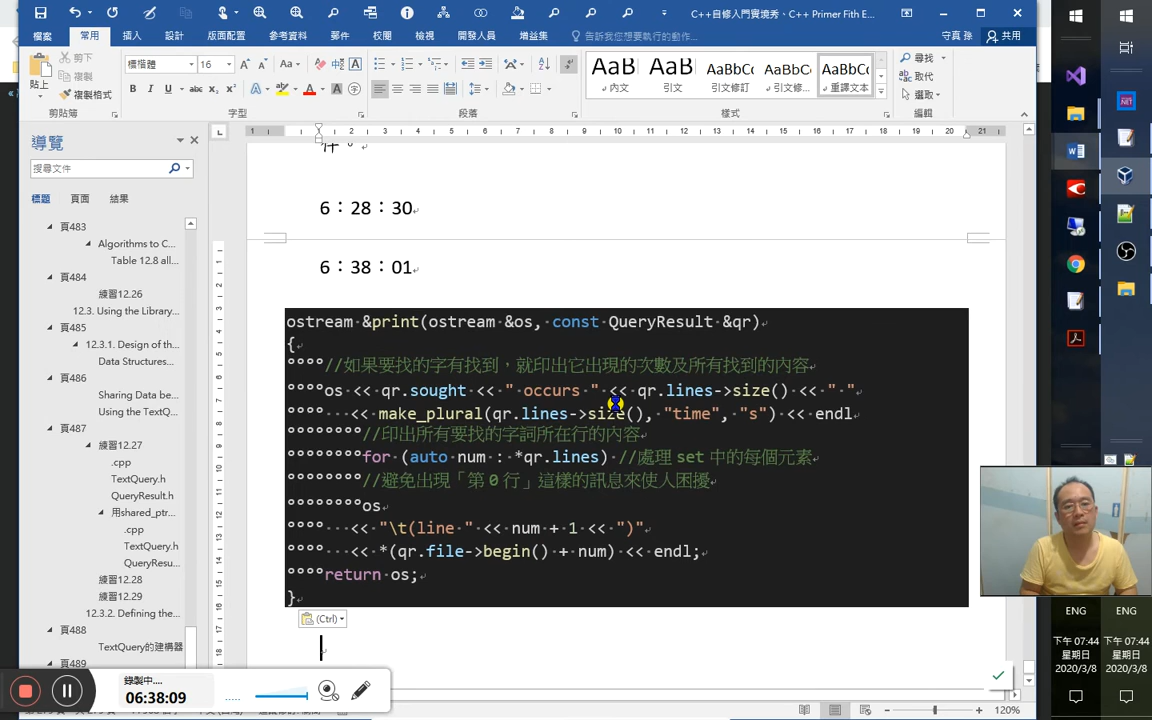 C++自修入門實境秀、C++ Primer Fith E...
檔案
常用
插入
設計
版面配置
參考資料
郵件
校閱
檢視
開發人員
增益集
告訴我您想要執行的動作...
守真 孫
共用
貼上
剪下
複製
複製格式
剪貼簿
楷標體
16
字型
段落
AaB
內文
AaB
引文
AaBbCc
引文修訂
AaBbCc
引文修...
AaBbCc
重譯文本
樣式
尋找
取代
選取
編輯
導覽
搜尋文件
標題
頁面
結果
頁483
Algorithms to C...
Table 12.8 all...
頁484
練習12.26
12.3. Using the Library...
頁485
12.3.1. Design of th...
Data Structures...
頁486
Sharing Data be...
Using the TextQ...
頁487
練習12.27
.cpp
TextQuery.h
QueryResult.h
用shared_ptr...
.cpp
TextQuery.h
QueryResu...
練習12.28
練習12.29
12.3.2. Defining the...
頁488
TextQuery的建構器
頁489
6：28：30
6：38：01
ostream &print(ostream &os, const QueryResult &qr)
{
//如果要找的字有找到，就印出它出現的次數及所有找到的內容
os << qr.sought << " occurs " << qr.lines->size() << " "
<< make_plural(qr.lines->size(), "time", "s") << endl
//印出所有要找的字詞所在行的內容
for (auto num : *qr.lines) //處理 set 中的每個元素
//避免出現「第 0 行」這樣的訊息來使人困擾
os
<< "\t(line " << num + 1 << ")"
<< *(qr.file->begin() + num) << endl;
return os;
}
(Ctrl)
錄製中...
06:38:09
120%
ENG
下午 07:44
星期日
2020/3/8
ENG
下午 07:44
星期日
2020/3/8